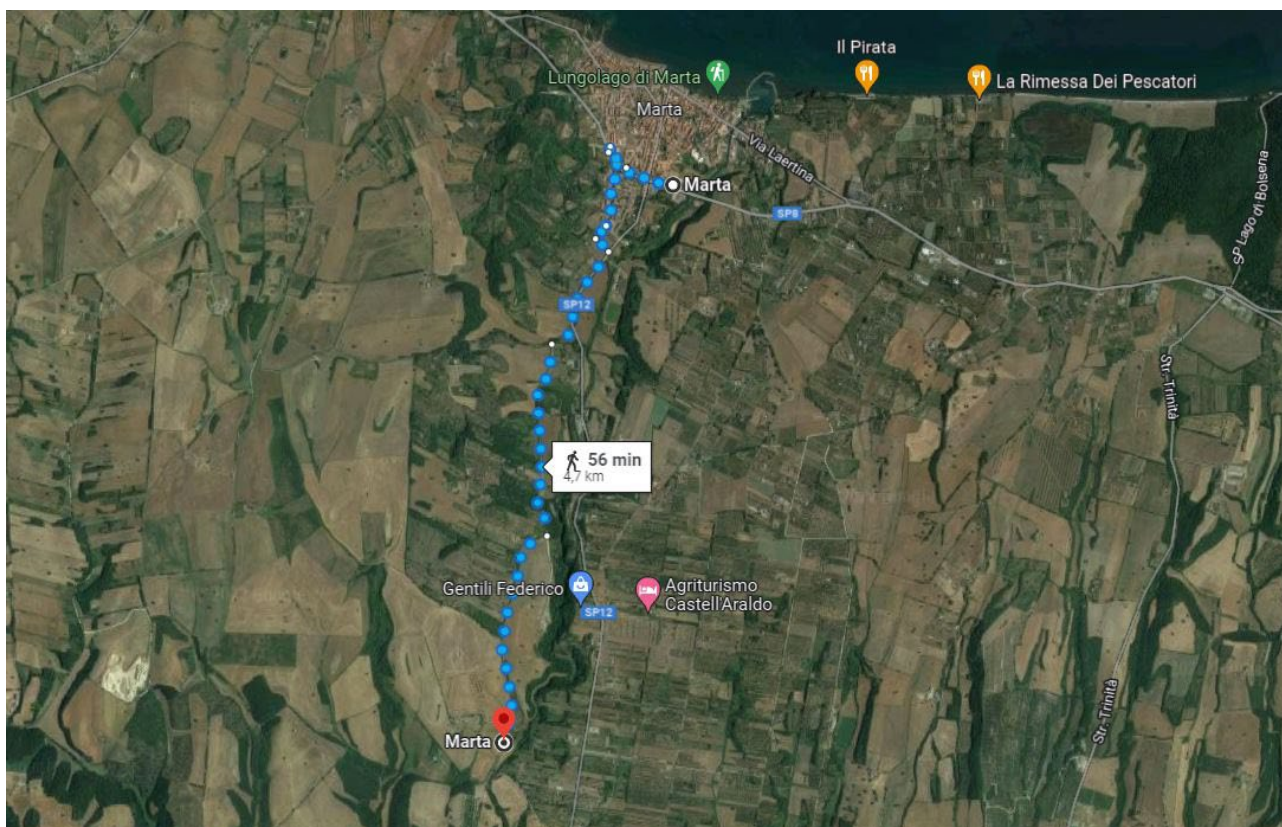 Il Pirata
Lungolago di Marta
La Rimessa Dei Pescatori
Marta
Via Laertina
Marta
SP8
SP Lago di Bolsena
SP12
Str. Trinità
56 min
4,7 km
Gentili Federico
Agriturismo
Castell'Araldo
SP12
Str. Trinità
Marta